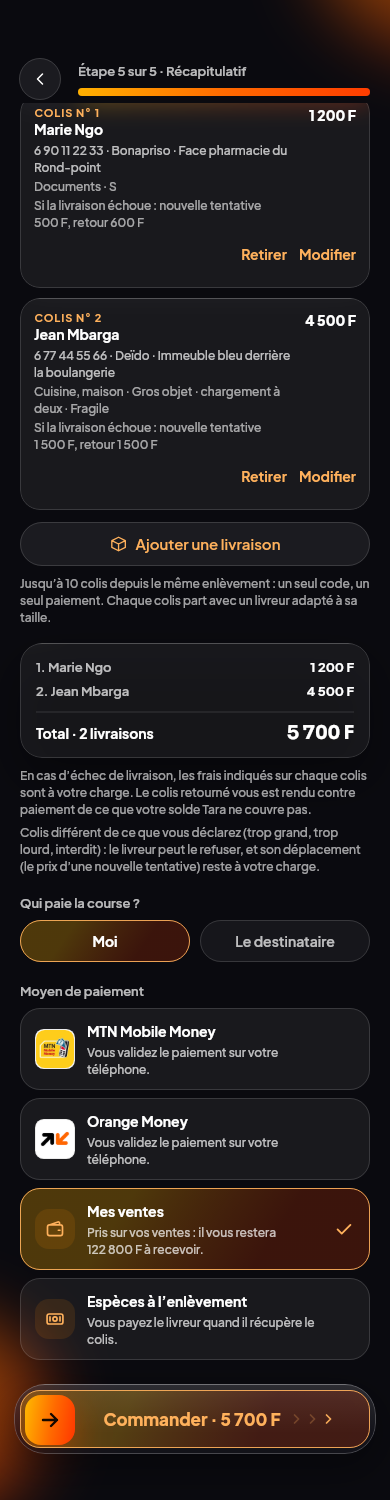 Étape 5 sur 5 · Récapitulatif
COLIS N° 1
1 200 F
Marie Ngo
6 90 11 22 33 · Bonapriso · Face pharmacie du
Rond-point
Documents · S
Si la livraison échoue : nouvelle tentative
500 F, retour 600 F
Retirer Modifier
COLIS N° 2
4 500 F
Jean Mbarga
6 77 44 55 66 · Deïdo · Immeuble bleu derrière
la boulangerie
Cuisine, maison · Gros objet · chargement à
deux · Fragile
Si la livraison échoue : nouvelle tentative
1 500 F, retour 1 500 F
Retirer Modifier
Ajouter une livraison
Jusqu’à 10 colis depuis le même enlèvement : un seul code, un
seul paiement. Chaque colis part avec un livreur adapté à sa
taille.
1. Marie Ngo 1 200 F
2. Jean Mbarga 4 500 F
Total · 2 livraisons 5 700 F
En cas d’échec de livraison, les frais indiqués sur chaque colis
sont à votre charge. Le colis retourné vous est rendu contre
paiement de ce que votre solde Tara ne couvre pas.
Colis différent de ce que vous déclarez (trop grand, trop
lourd, interdit) : le livreur peut le refuser, et son déplacement
(le prix d’une nouvelle tentative) reste à votre charge.
Qui paie la course ?
Moi Le destinataire
Moyen de paiement
MTN Mobile Money
Vous validez le paiement sur votre
téléphone.
Orange Money
Vous validez le paiement sur votre
téléphone.
Mes ventes
Pris sur vos ventes : il vous restera
122 800 F à recevoir.
Espèces à l’enlèvement
Vous payez le livreur quand il récupère le
colis.
Commander · 5 700 F